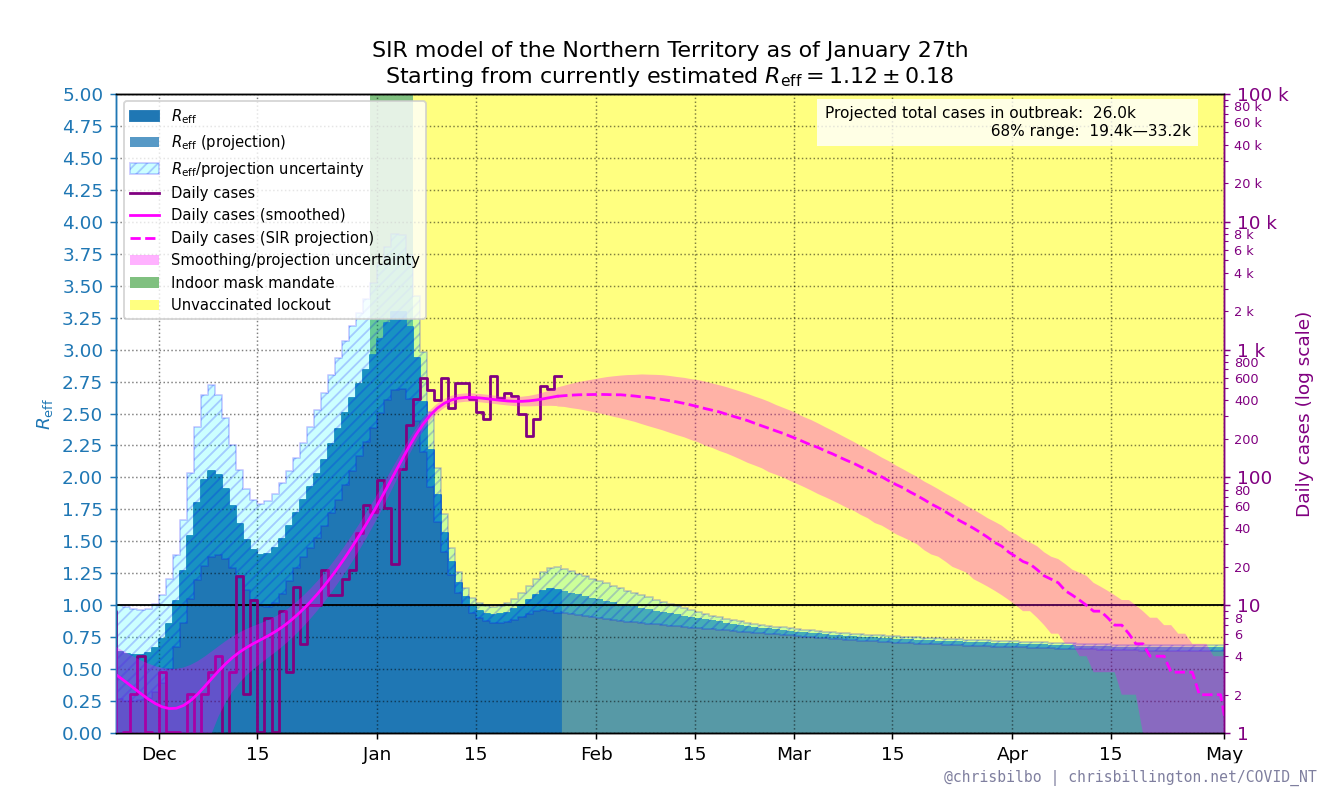 SIR model of the Northern Territory as of January 27th
Starting from currently estimated Reff = 1.12 ± 0.18
Reff
Reff (projection)
Reff/projection uncertainty
Daily cases
Daily cases (smoothed)
Daily cases (SIR projection)
Smoothing/projection uncertainty
Indoor mask mandate
Unvaccinated lockout
Projected total cases in outbreak: 26.0k
68% range: 19.4k—33.2k
5.00
4.75
4.50
4.25
4.00
3.75
3.50
3.25
3.00
2.75
2.50
2.25
2.00
1.75
1.50
1.25
1.00
0.75
0.50
0.25
0.00
Reff
100 k
80 k
60 k
40 k
20 k
10 k
8 k
6 k
4 k
2 k
1 k
800
600
400
200
100
80
60
40
20
10
8
6
4
2
1
Daily cases (log scale)
Dec 15 Jan 15 Feb 15 Mar 15 Apr 15 May
@chrisbilbo | chrisbillington.net/COVID_NT